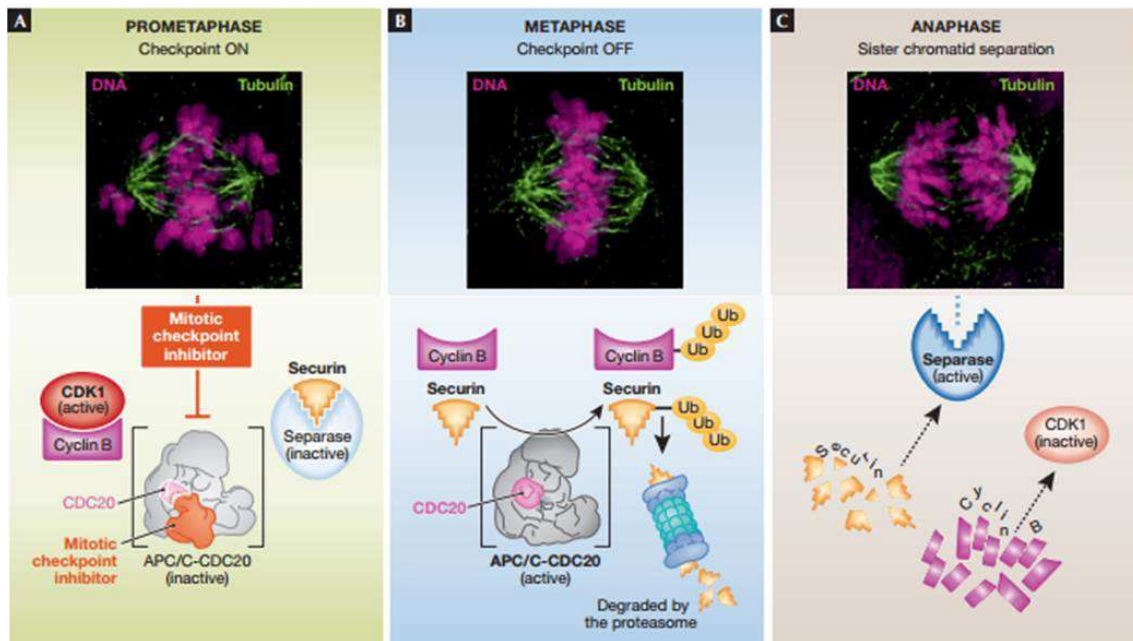 A
PROMETAPHASE
Checkpoint ON
DNA
Tubulin
Mitotic
checkpoint
inhibitor
CDK1
(active)
Cyclin B
Securin
Separase
(inactive)
CDC20
Mitotic
checkpoint
inhibitor
APC/C-CDC20
(inactive)
B
METAPHASE
Checkpoint OFF
DNA
Tubulin
Cyclin B
Cyclin B
Ub
Ub
Ub
Securin
Securin
Ub
Ub
Ub
CDC20
APC/C-CDC20
(active)
Degraded by
the proteasome
C
ANAPHASE
Sister chromatid separation
DNA
Tubulin
Separase
(active)
CDK1
(inactive)
Securin
Cyclin B